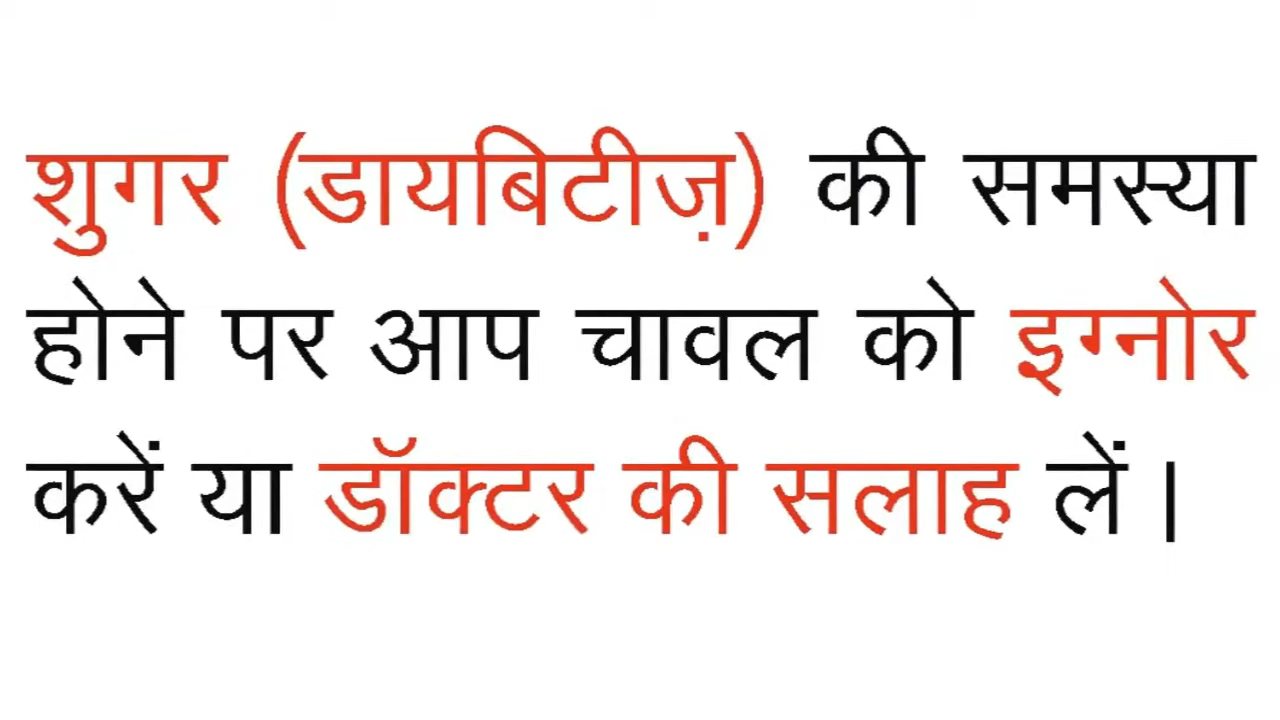 शुगर (डायबिटीज़) की समस्या
होने पर आप चावल को इग्नोर
करें या डॉक्टर की सलाह लें।